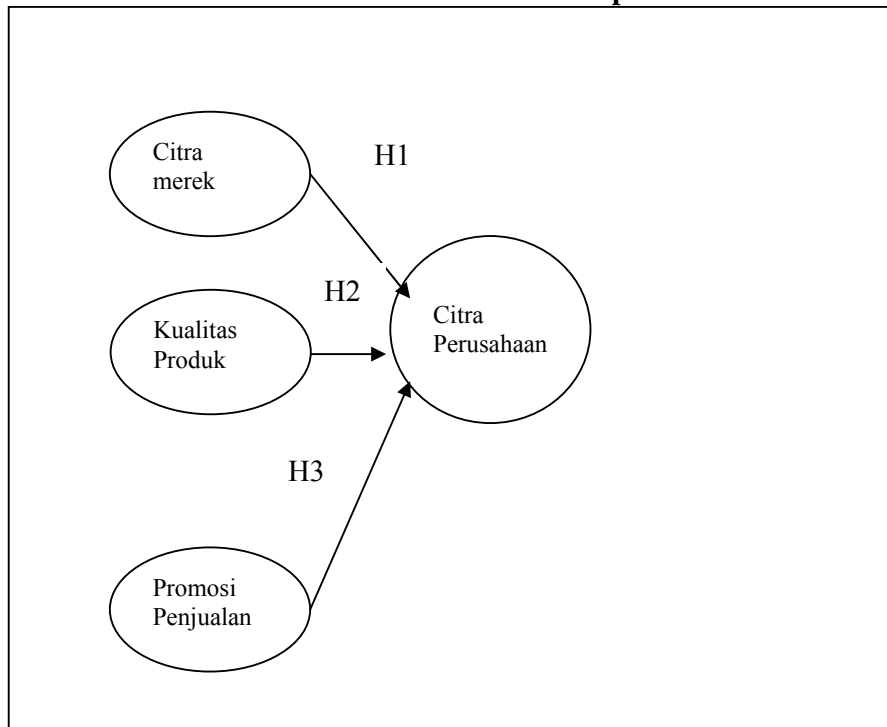 Citra
merek
H1
H2
Kualitas
Produk
Citra
Perusahaan
H3
Promosi
Penjualan